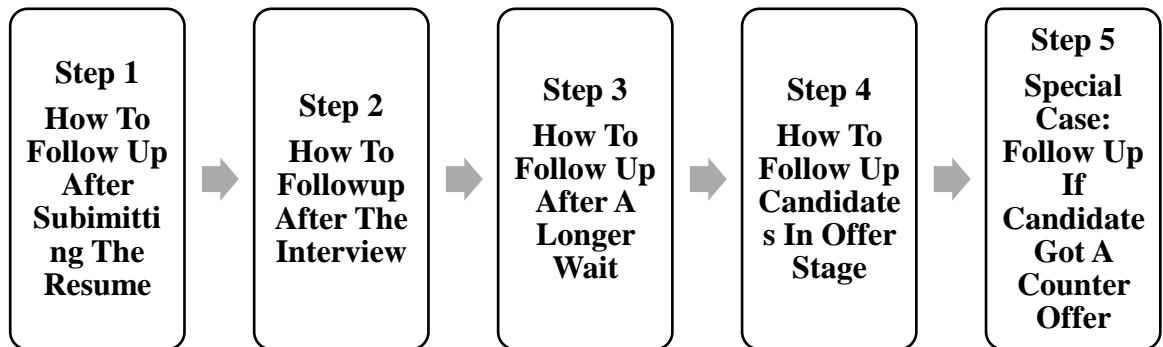 Step 1
How To
Follow Up
After
Subimitti
ng The
Resume
Step 2
How To
Followup
After The
Interview
Step 3
How To
Follow Up
After A
Longer
Wait
Step 4
How To
Follow Up
Candidate
s In Offer
Stage
Step 5
Special
Case:
Follow Up
If
Candidate
Got A
Counter
Offer